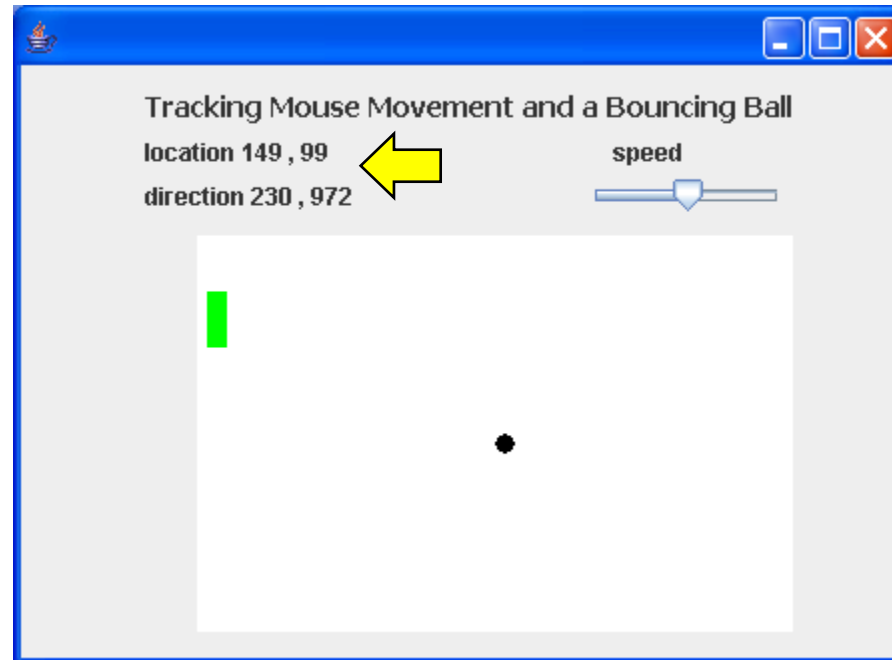 Tracking Mouse Movement and a Bouncing Ball
location 149 , 99
speed
direction 230 , 972